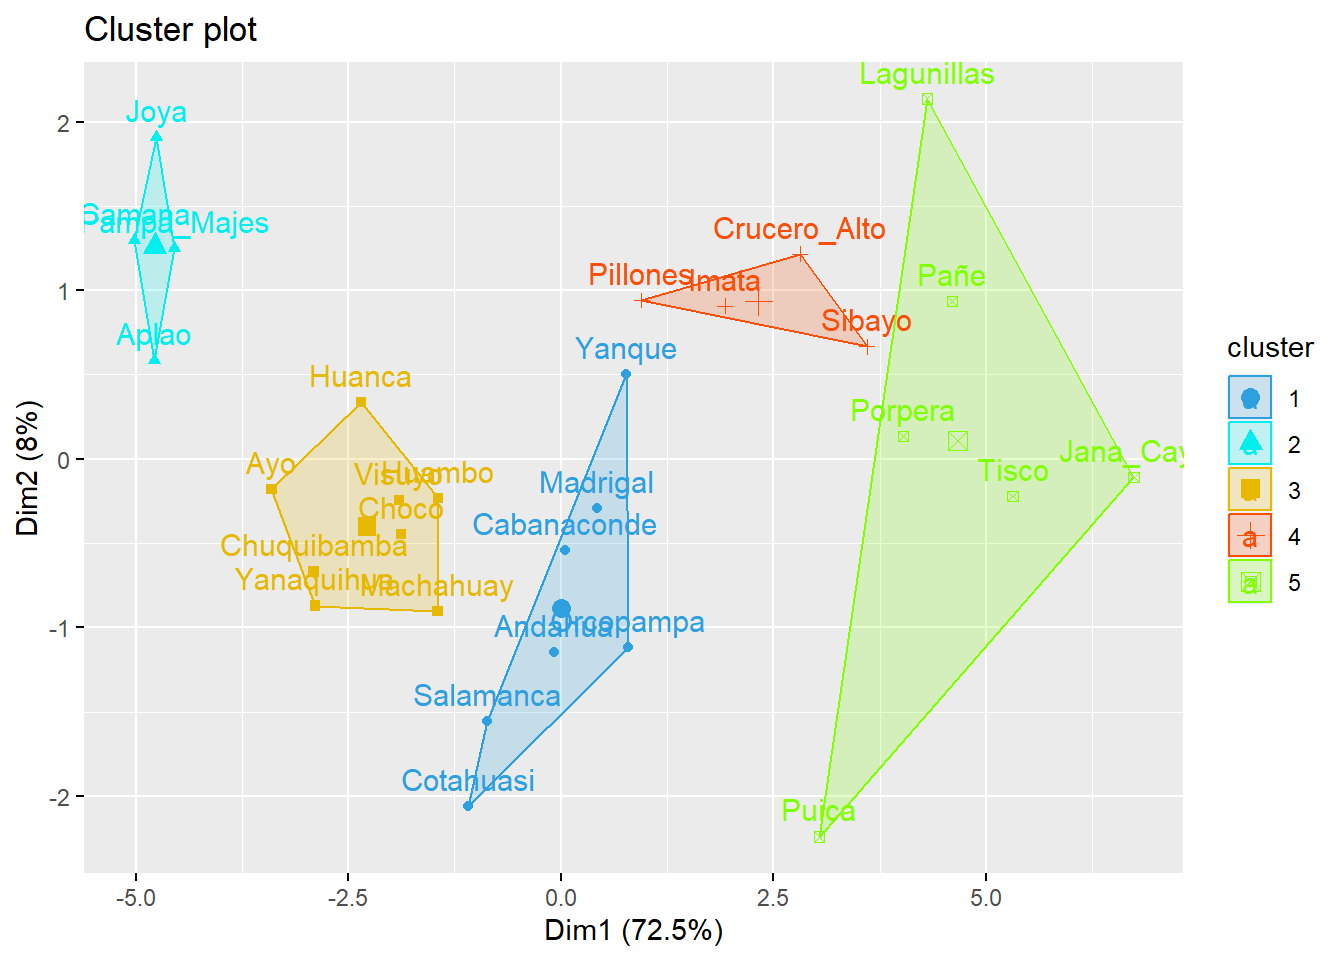 Cluster plot
Lagunillas
Joya
Samana
Pampa_Majes
Crucero_Alto
Pillones
Imata
Pañe
Sibayo
Aplao
Yanque
Huanca
Porpera
Jana_Cay
Ayo
Visuyo
Huambo
Tisco
Madrigal
Choco
Cabanaconde
Chuquibamba
Yanaquihua
Machahuay
Andahua
Orcopampa
Salamanca
Cotahuasi
Puica
2
1
0
-1
-2
-5.0
-2.5
0.0
2.5
5.0
Dim1 (72.5%)
Dim2 (8%)
cluster
a 1
a 2
a 3
a 4
a 5